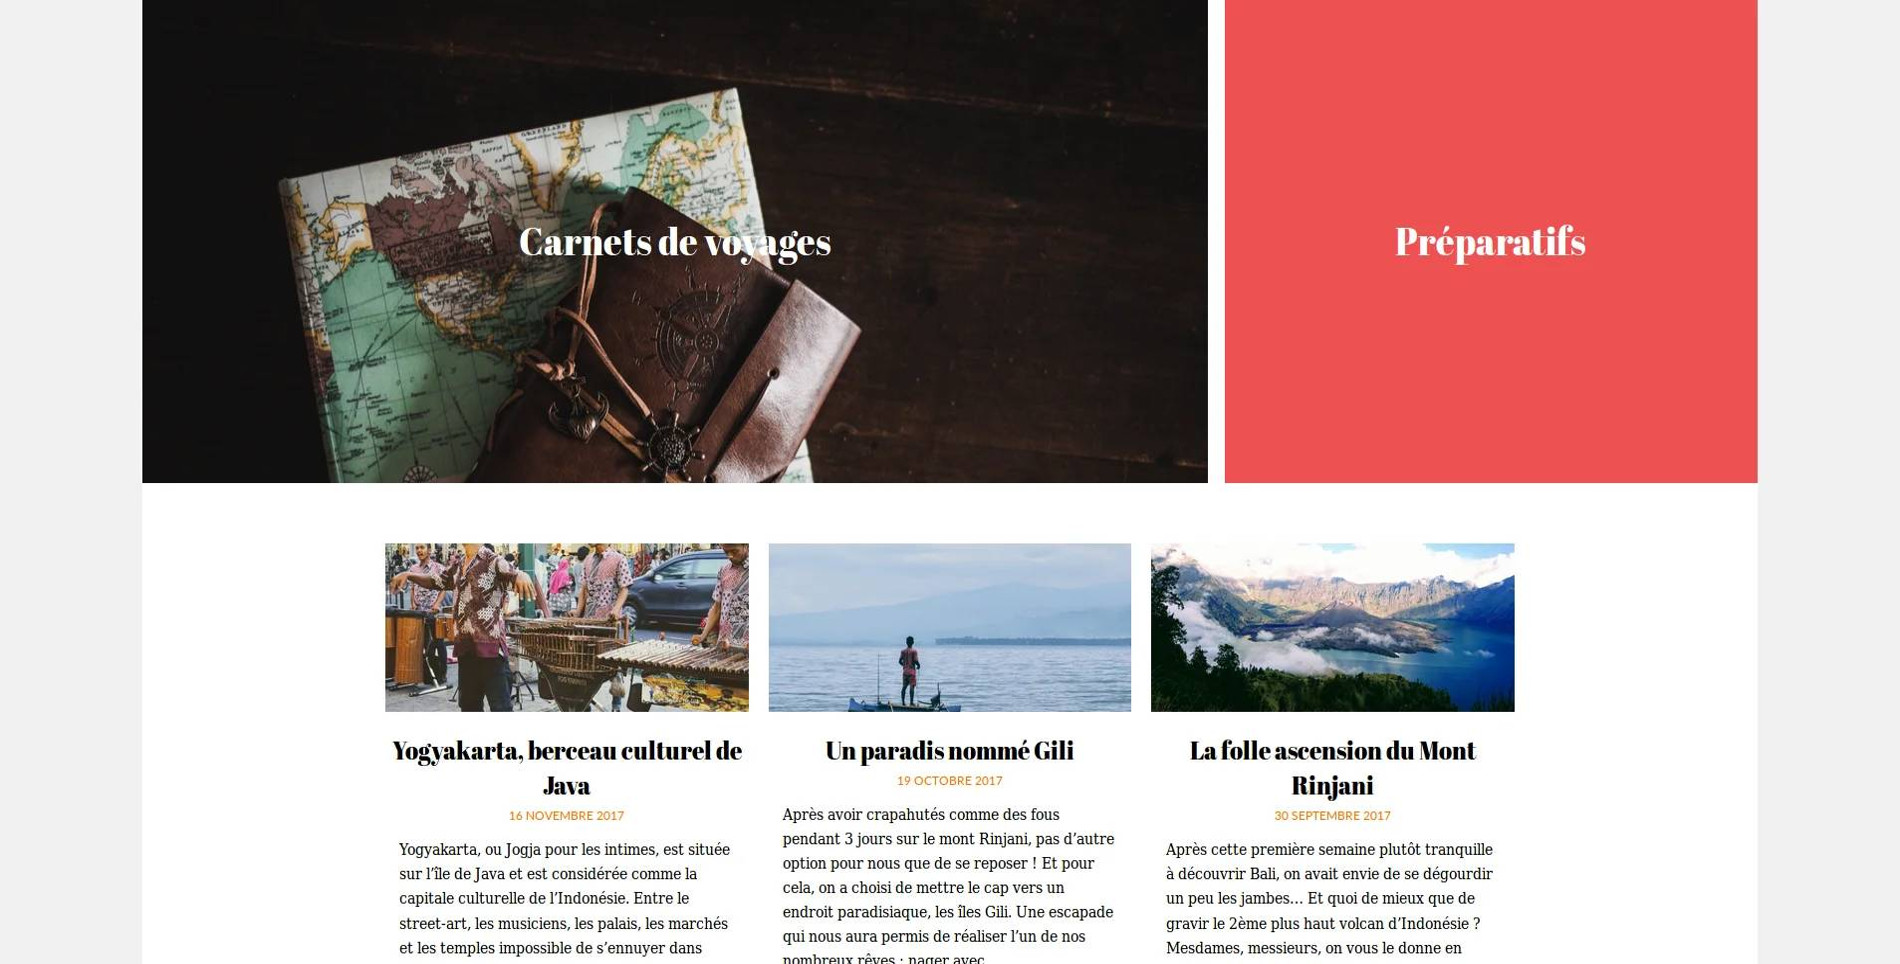 Carnets de voyages
Préparatifs
Yogyakarta, berceau culturel de
Java
16 NOVEMBRE 2017
Yogyakarta, ou Jogja pour les intimes, est située
sur l’île de Java et est considérée comme la
capitale culturelle de l’Indonésie. Entre le
street-art, les musiciens, les palais, les marchés
et les temples impossible de s’ennuyer dans
Un paradis nommé Gili
19 OCTOBRE 2017
Après avoir crapahutés comme des fous
pendant 3 jours sur le mont Rinjani, pas d’autre
option pour nous que de se reposer ! Et pour
cela, on a choisi de mettre le cap vers un
endroit paradisiaque, les îles Gili. Une escapade
qui nous aura permis de réaliser l’un de nos
nombreux rêves : nager avec
La folle ascension du Mont
Rinjani
30 SEPTEMBRE 2017
Après cette première semaine plutôt tranquille
à découvrir Bali, on avait envie de se dégourdir
un peu les jambes… Et quoi de mieux que de
gravir le 2ème plus haut volcan d’Indonésie ?
Mesdames, messieurs, on vous le donne en